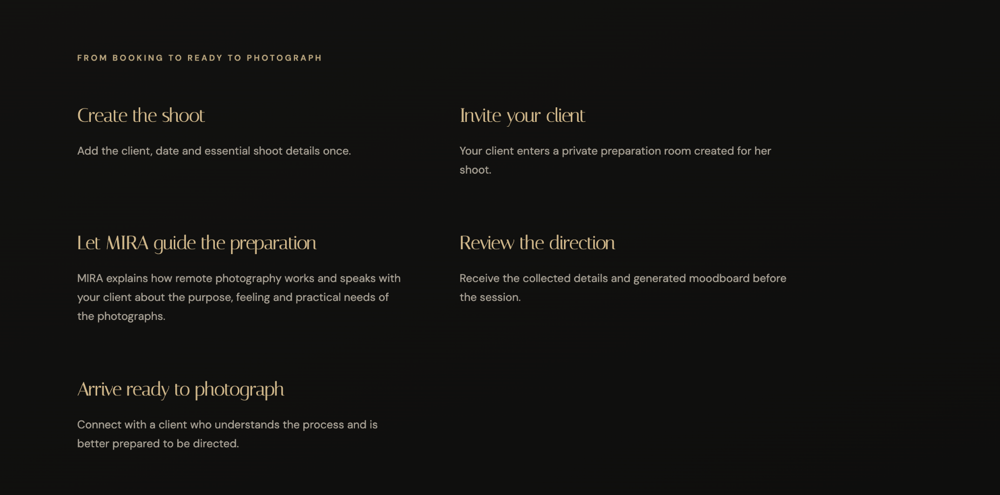 FROM BOOKING TO READY TO PHOTOGRAPH
Create the shoot
Add the client, date and essential shoot details once.
Invite your client
Your client enters a private preparation room created for her
shoot.
Let MIRA guide the preparation
MIRA explains how remote photography works and speaks with
your client about the purpose, feeling and practical needs of
the photographs.
Review the direction
Receive the collected details and generated moodboard before
the session.
Arrive ready to photograph
Connect with a client who understands the process and is
better prepared to be directed.